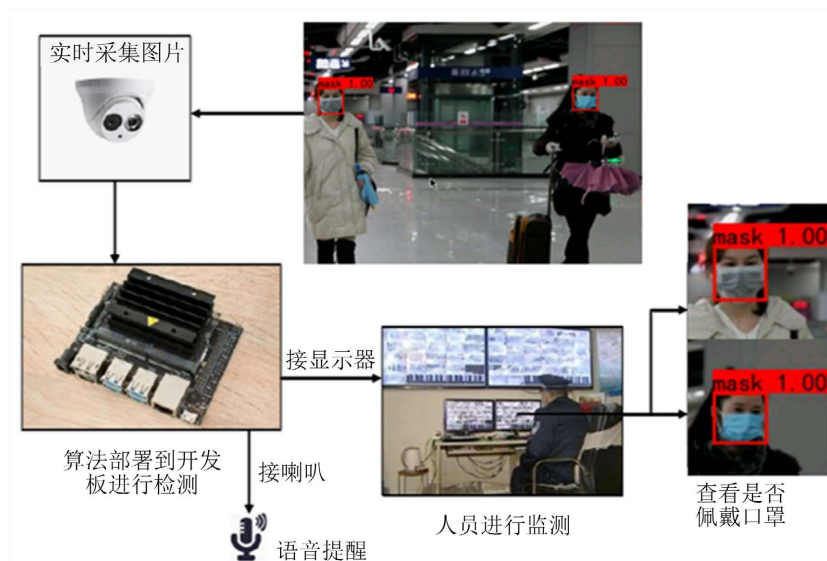 实时采集图片
mask 1.00
mask 1.00
mask 1.00
接显示器
mask 1.00
算法部署到开发
板进行检测
接喇叭
人员进行监测
查看是否
佩戴口罩
语音提醒